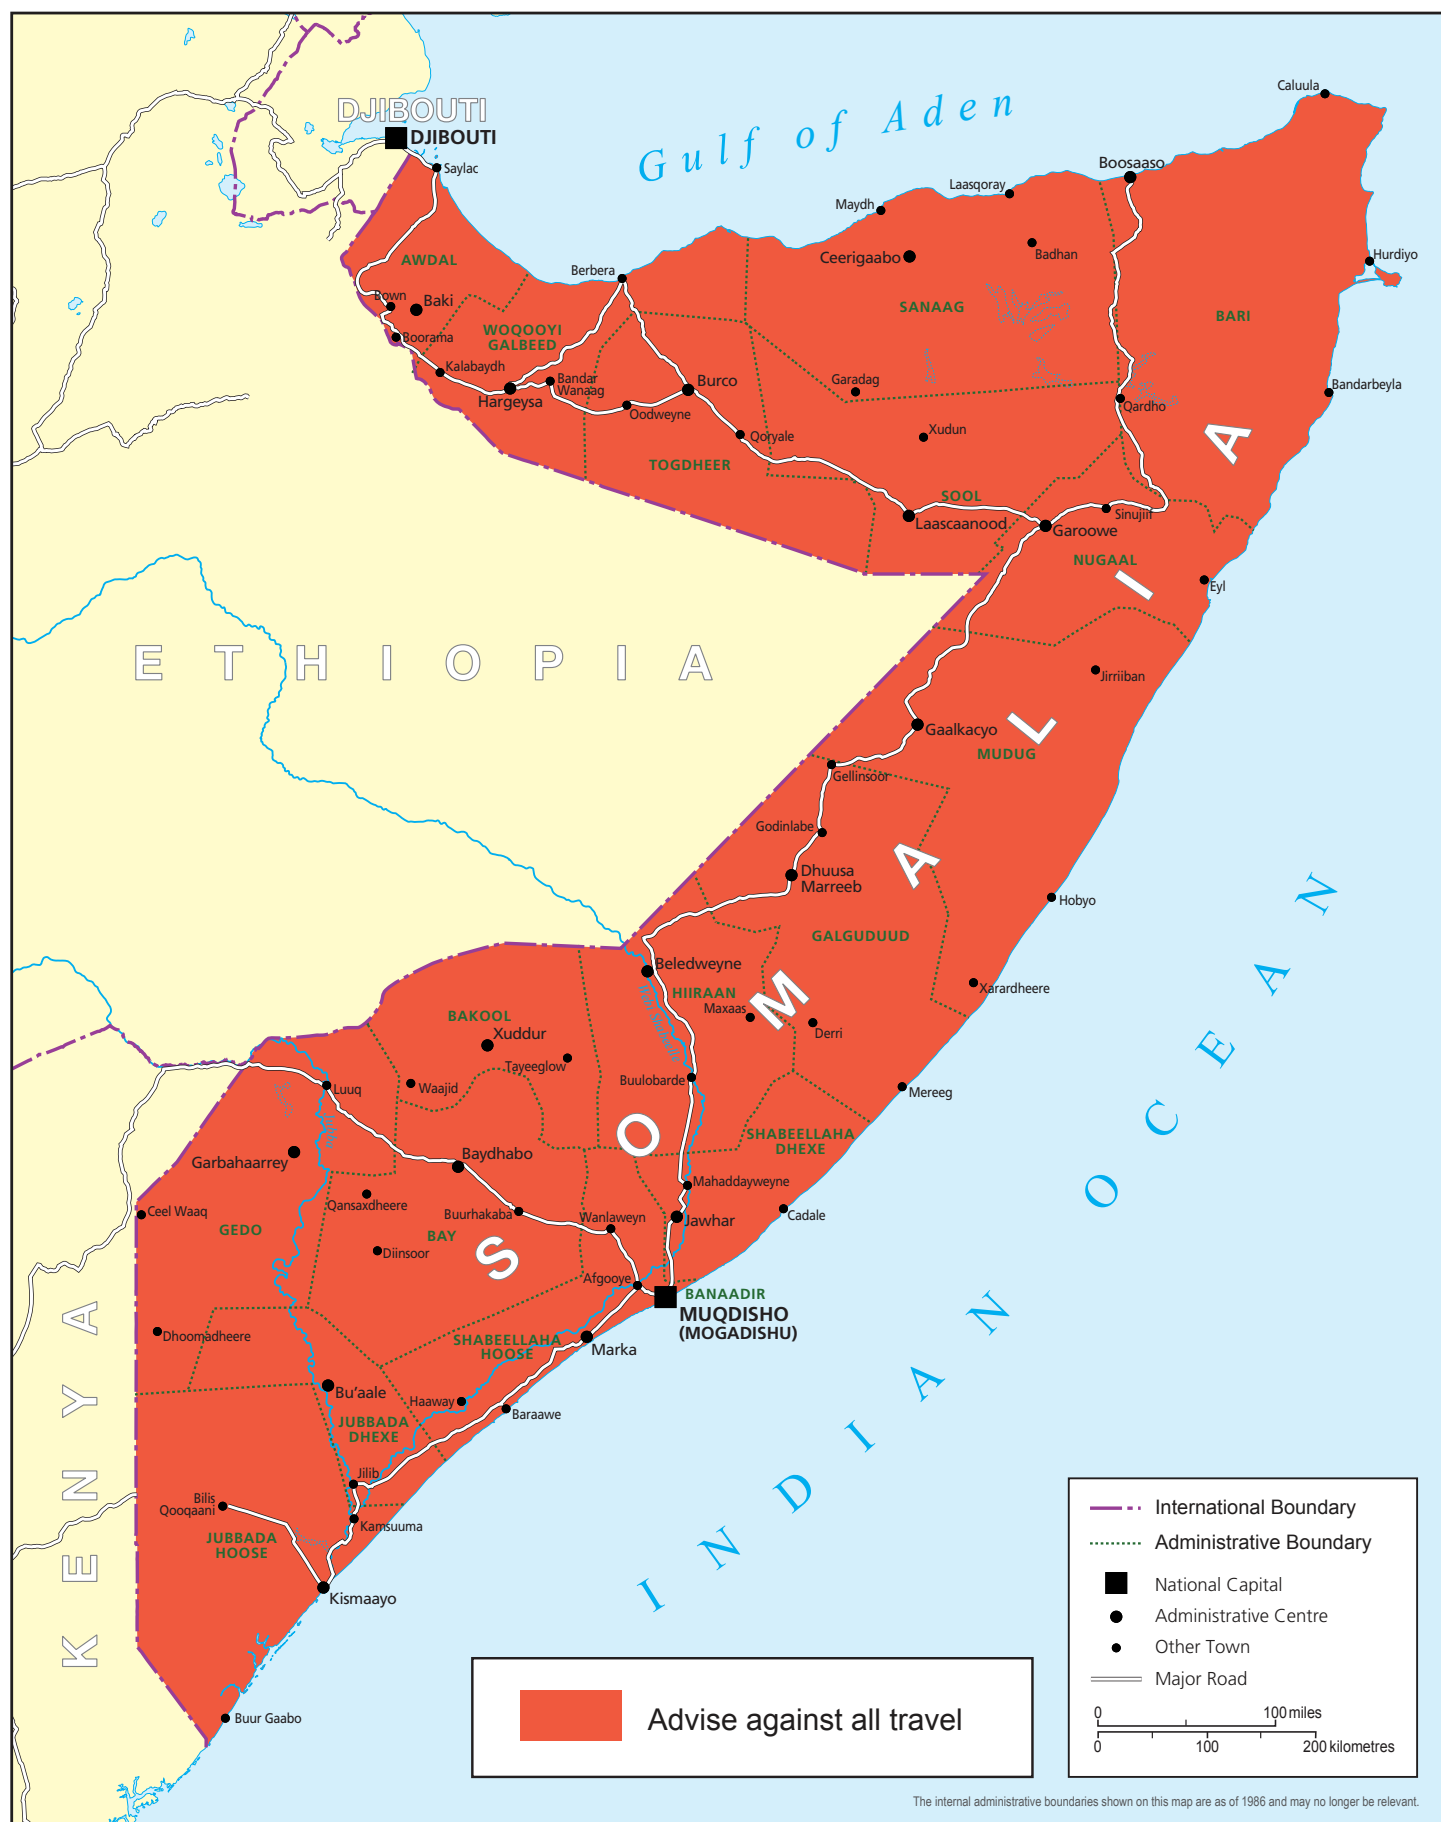 DJIBOUTI
DJIBOUTI
Saylac
Gulf of Aden
Caluula
Boosaaso
Laasqoray
Maydh
Ceerigaabo
Badhan
Hurdiyo
AWDAL
Berbera
Bown
Baki
SANAAG
BARI
WOQOOYI
GALBEED
Boorama
Kalabaydh
Bandar
Wanaag
Hargeysa
Burco
Oodweyne
Garadag
Qardho
Bandarbeyla
Qoryale
Xudun
TOGDHEER
SOOL
Laascaanood
Sinujiif
Garoowe
NUGAAL
Eyl
ETHIOPIA
Jirriiban
Gaalkacyo
MUDUG
Gellinsoor
Godinlabe
Dhuusa
Marreeb
Hobyo
GALGUDUUD
Beledweyne
HIIRAAN
Maxaas
Xarardheere
Derri
BAKOOL
Xuddur
Tayeeglow
Luuq
Waajid
Buulobarde
Mereeg
SHABEELLAHA
DHEXE
Garbahaarrey
Baydhabo
Mahaddayweyne
Qansaxdheere
Ceel Waaq
Buurhakaba
Wanlaweyn
Jawhar
Cadale
GEDO
BAY
Diinsoor
Afgooye
BANAADIR
MUQDISHO
(MOGADISHU)
Dhoomadheere
SHABEELLAHA
HOOSE
Marka
Bu'aale
Haaway
Baraawe
JUBBADA
DHEXE
Jilib
Bilis
Qooqaani
Kamsuuma
JUBBADA
HOOSE
Kismaayo
Buur Gaabo
SOMALIA
KENYA
INDIAN OCEAN
Advise against all travel
International Boundary
Administrative Boundary
National Capital
Administrative Centre
Other Town
Major Road
0 100 miles
0 100 200 kilometres
The internal administrative boundaries shown on this map are as of 1986 and may no longer be relevant.